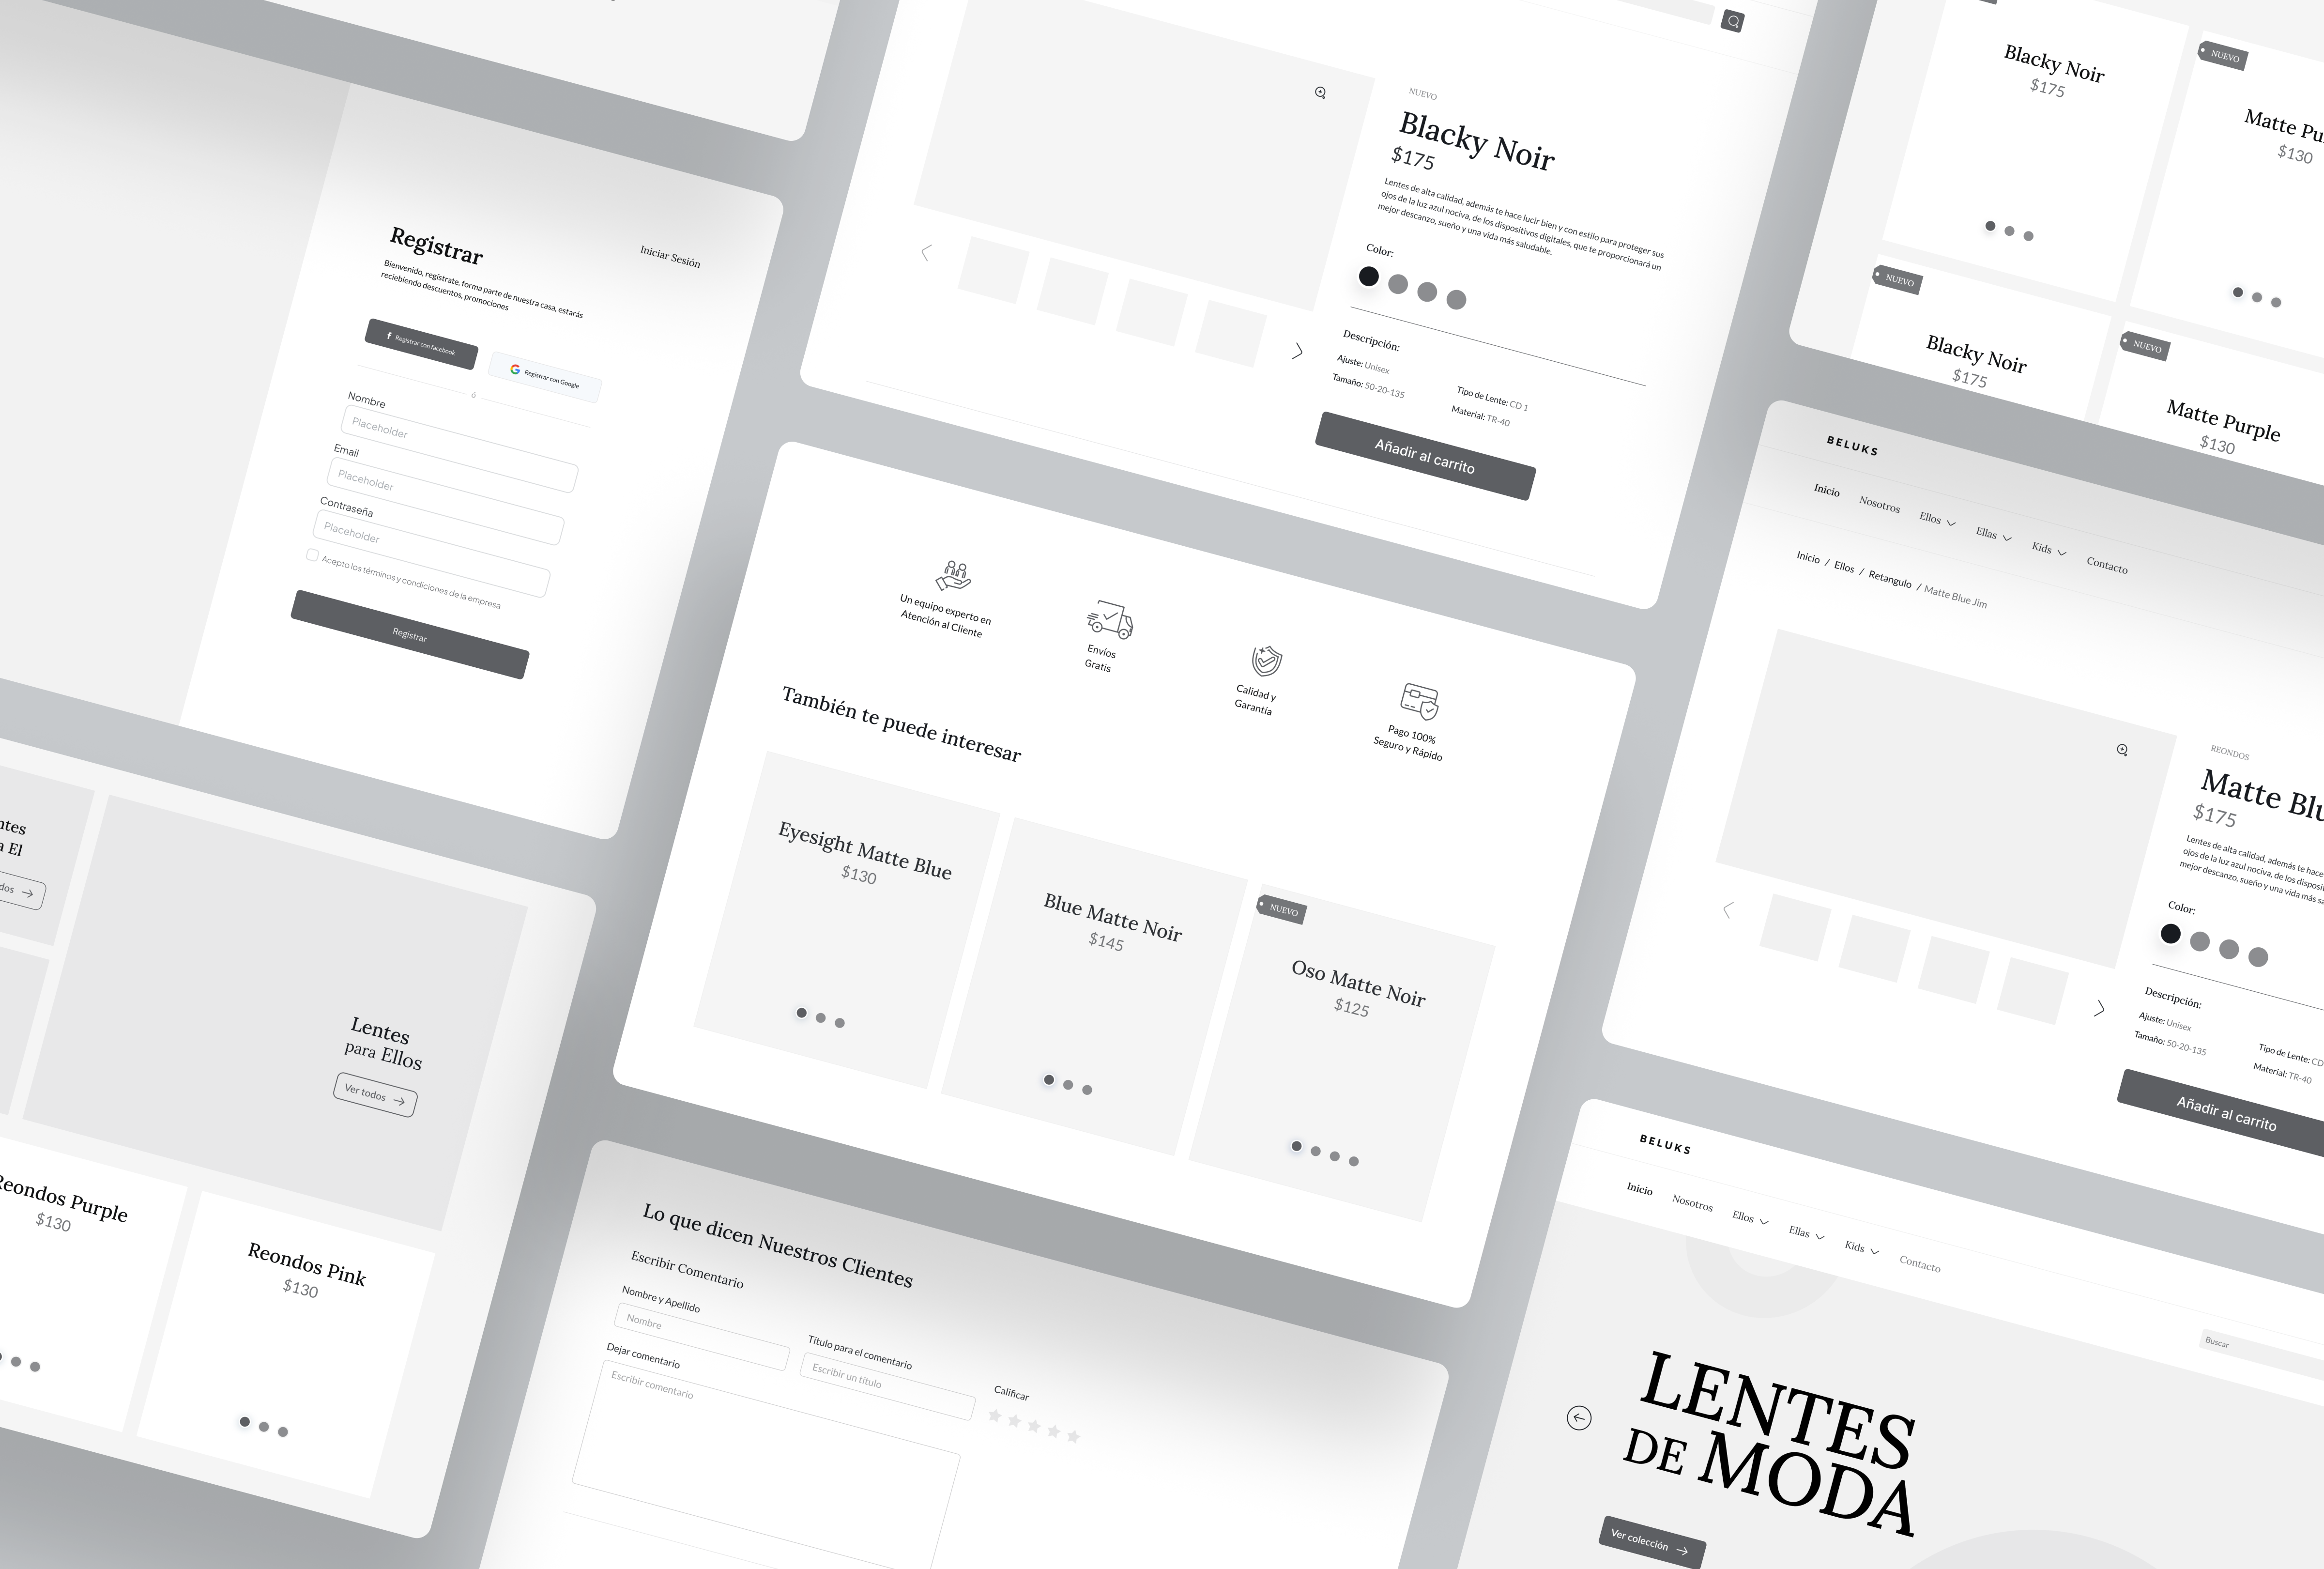 Registrar
Iniciar Sesión
Bienvenido, regístrate, forma parte de nuestra casa, estarás
reciebiendo descuentos, promociones
Registrar con facebook
Registrar con Google
ó
Nombre
Placeholder
Email
Placeholder
Contraseña
Placeholder
Acepto los términos y condiciones de la empresa
Registrar
NUEVO
Blacky Noir
$175
Lentes de alta calidad, además te hace lucir bien y con estilo para proteger sus
ojos de la luz azul nociva, de los dispositivos digitales, que te proporcionará un
mejor descanzo, sueño y una vida más saludable.
Color:
Descripción:
Ajuste: Unisex
Tamaño: 50-20-135
Tipo de Lente: CD 1
Material: TR-40
Añadir al carrito
Blacky Noir
$175
NUEVO
Matte Pu
$130
NUEVO
Blacky Noir
$175
NUEVO
Matte Purple
$130
BELUKS
Inicio
Nosotros
Ellos
Ellas
Kids
Contacto
Inicio / Ellos / Retangulo / Matte Blue Jim
REONDOS
Matte Blu
$175
Lentes de alta calidad, además te hace
ojos de la luz azul nociva, de los disposi
mejor descanzo, sueño y una vida más sa
Color:
Descripción:
Ajuste: Unisex
Tamaño: 50-20-135
Tipo de Lente: CD
Material: TR-40
Añadir al carrito
Un equipo experto en
Atención al Cliente
Envíos
Gratis
Calidad y
Garantía
Pago 100%
Seguro y Rápido
También te puede interesar
Eyesight Matte Blue
$130
Blue Matte Noir
$145
NUEVO
Oso Matte Noir
$125
ntes
a El
dos
Lentes
para Ellos
Ver todos
Reondos Purple
$130
Reondos Pink
$130
Lo que dicen Nuestros Clientes
Escribir Comentario
Nombre y Apellido
Nombre
Título para el comentario
Escribir un título
Calificar
Dejar comentario
Escribir comentario
BELUKS
Inicio
Nosotros
Ellos
Ellas
Kids
Contacto
Buscar
LENTES
DE MODA
Ver colección